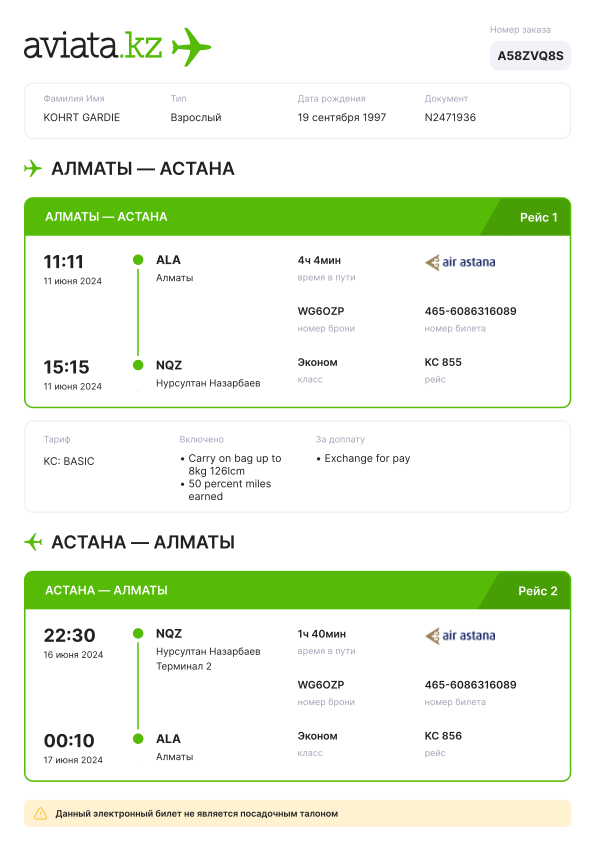 aviata.kz
Номер заказа
A58ZVQ8S
Фамилия Имя
Тип
Дата рождения
Документ
KOHRT GARDIE
Взрослый
19 сентября 1997
N2471936
АЛМАТЫ — АСТАНА
АЛМАТЫ — АСТАНА
Рейс 1
11:11
11 июня 2024
ALA
Алматы
4ч 4мин
время в пути
air astana
WG6OZP
номер брони
465-6086316089
номер билета
15:15
11 июня 2024
NQZ
Нурсултан Назарбаев
Эконом
класс
KC 855
рейс
Тариф
Включено
За доплату
KC: BASIC
• Carry on bag up to
8kg 126lcm
• 50 percent miles
earned
• Exchange for pay
АСТАНА — АЛМАТЫ
АСТАНА — АЛМАТЫ
Рейс 2
22:30
16 июня 2024
NQZ
Нурсултан Назарбаев
Терминал 2
1ч 40мин
время в пути
air astana
WG6OZP
номер брони
465-6086316089
номер билета
00:10
17 июня 2024
ALA
Алматы
Эконом
класс
KC 856
рейс
Данный электронный билет не является посадочным талоном